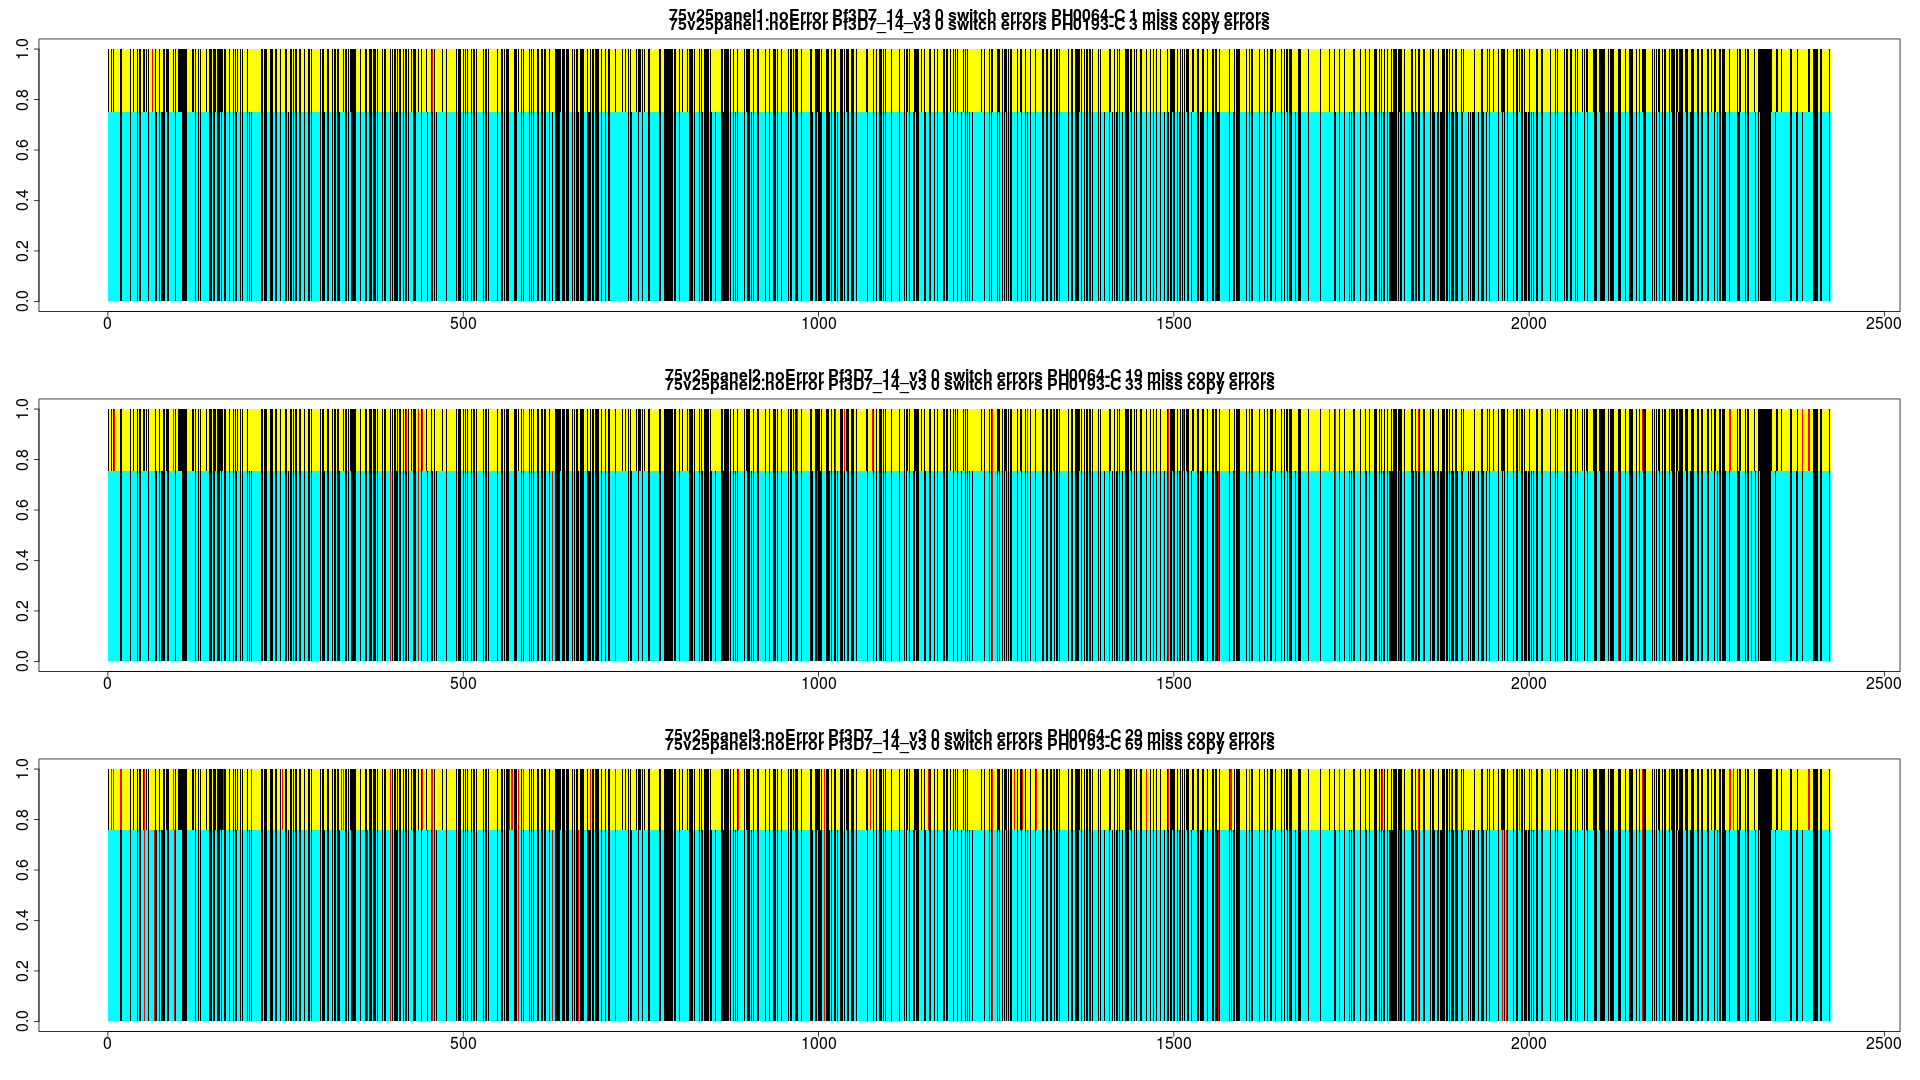 75v25panel1.noError Pf3D7_14_v3 0 switch errors PH0064-C 1 miss copy errors
75v25panel1.noError Pf3D7_14_v3 0 switch errors PH0193-C 3 miss copy errors
1.0
0.8
0.6
0.4
0.2
0.0
0 500 1000 1500 2000 2500
75v25panel2.noError Pf3D7_14_v3 0 switch errors PH0064-C 19 miss copy errors
75v25panel2.noError Pf3D7_14_v3 0 switch errors PH0193-C 33 miss copy errors
1.0
0.8
0.6
0.4
0.2
0.0
0 500 1000 1500 2000 2500
75v25panel3.noError Pf3D7_14_v3 0 switch errors PH0064-C 29 miss copy errors
75v25panel3.noError Pf3D7_14_v3 0 switch errors PH0193-C 69 miss copy errors
1.0
0.8
0.6
0.4
0.2
0.0
0 500 1000 1500 2000 2500